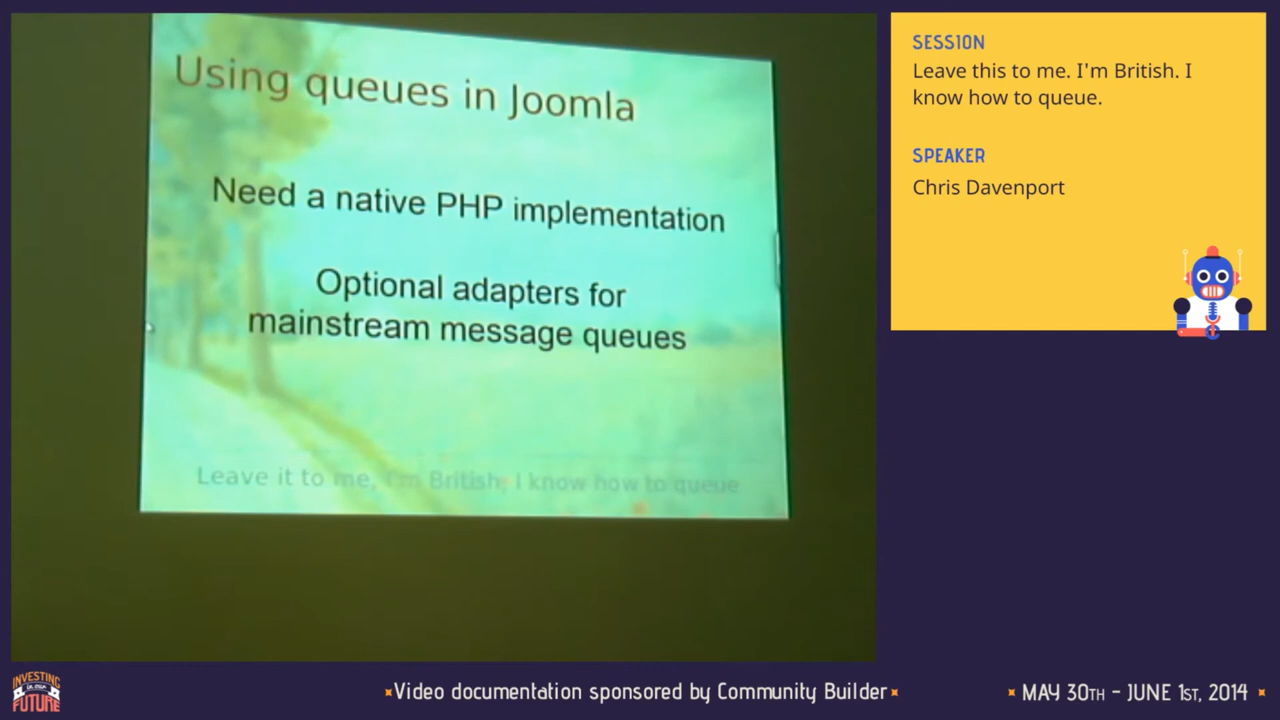 Using queues in Joomla
Need a native PHP implementation
Optional adapters for
mainstream message queues
Leave it to me, I'm British, I know how to queue
SESSION
Leave this to me. I'm British. I
know how to queue.
SPEAKER
Chris Davenport
INVESTING
in our
FUTURE
Video documentation sponsored by Community Builder
MAY 30TH - JUNE 1ST, 2014